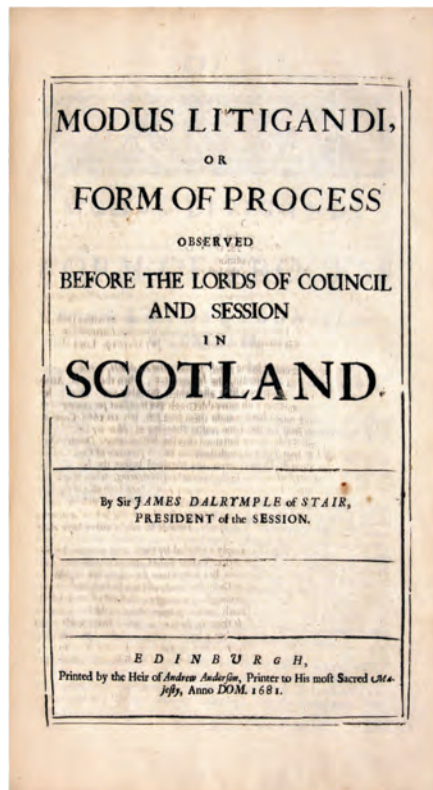 MODUS LITIGANDI,
OR
FORM OF PROCESS
OBSERVED
BEFORE THE LORDS OF COUNCIL
AND SESSION
IN
SCOTLAND.
By Sir JAMES DALRYMPLE of STAIR,
PRESIDENT of the SESSION.
EDINBURGH,
Printed by the Heir of Andrew Anderſon, Printer to His moſt Sacred Ma-
jeſty, Anno DOM. 1681.